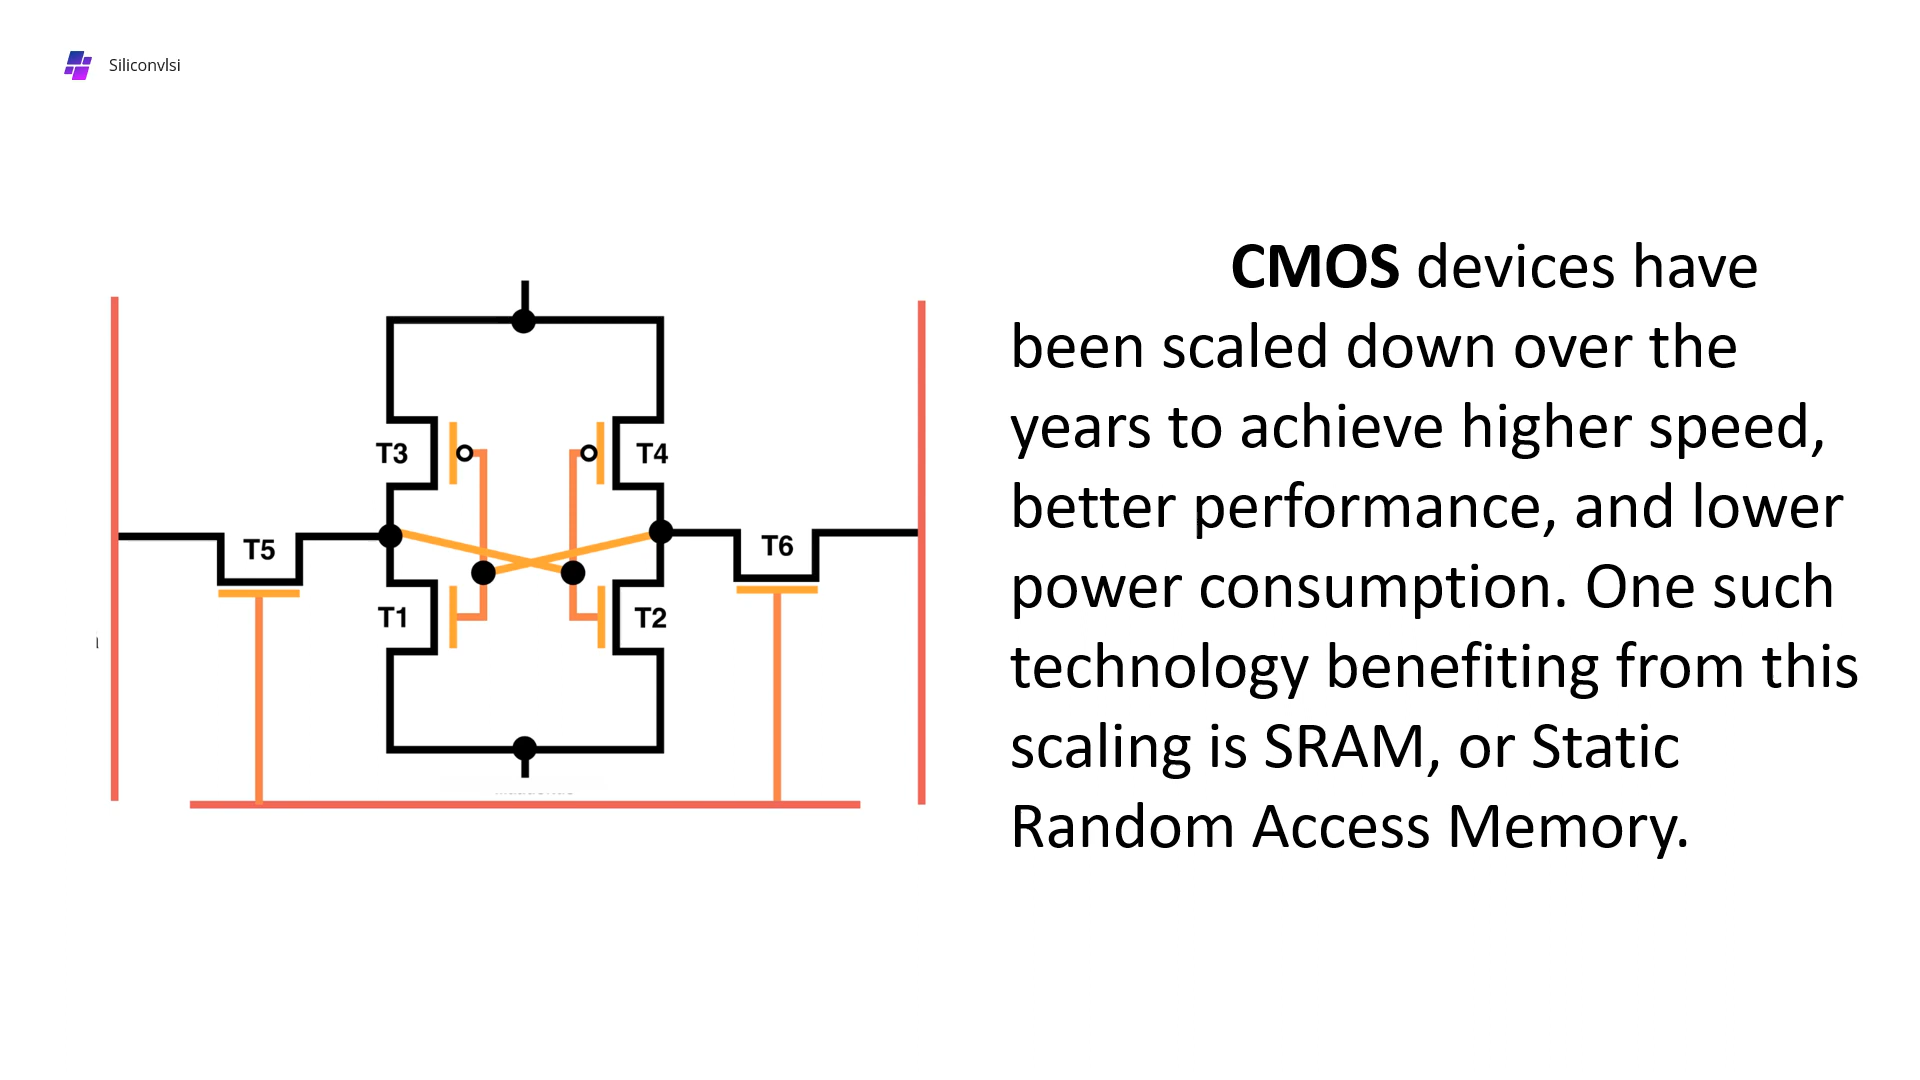 Siliconvlsi
CMOS devices have
been scaled down over the
years to achieve higher speed,
better performance, and lower
power consumption. One such
technology benefiting from this
scaling is SRAM, or Static
Random Access Memory.
T3
T4
T5
T6
T1
T2